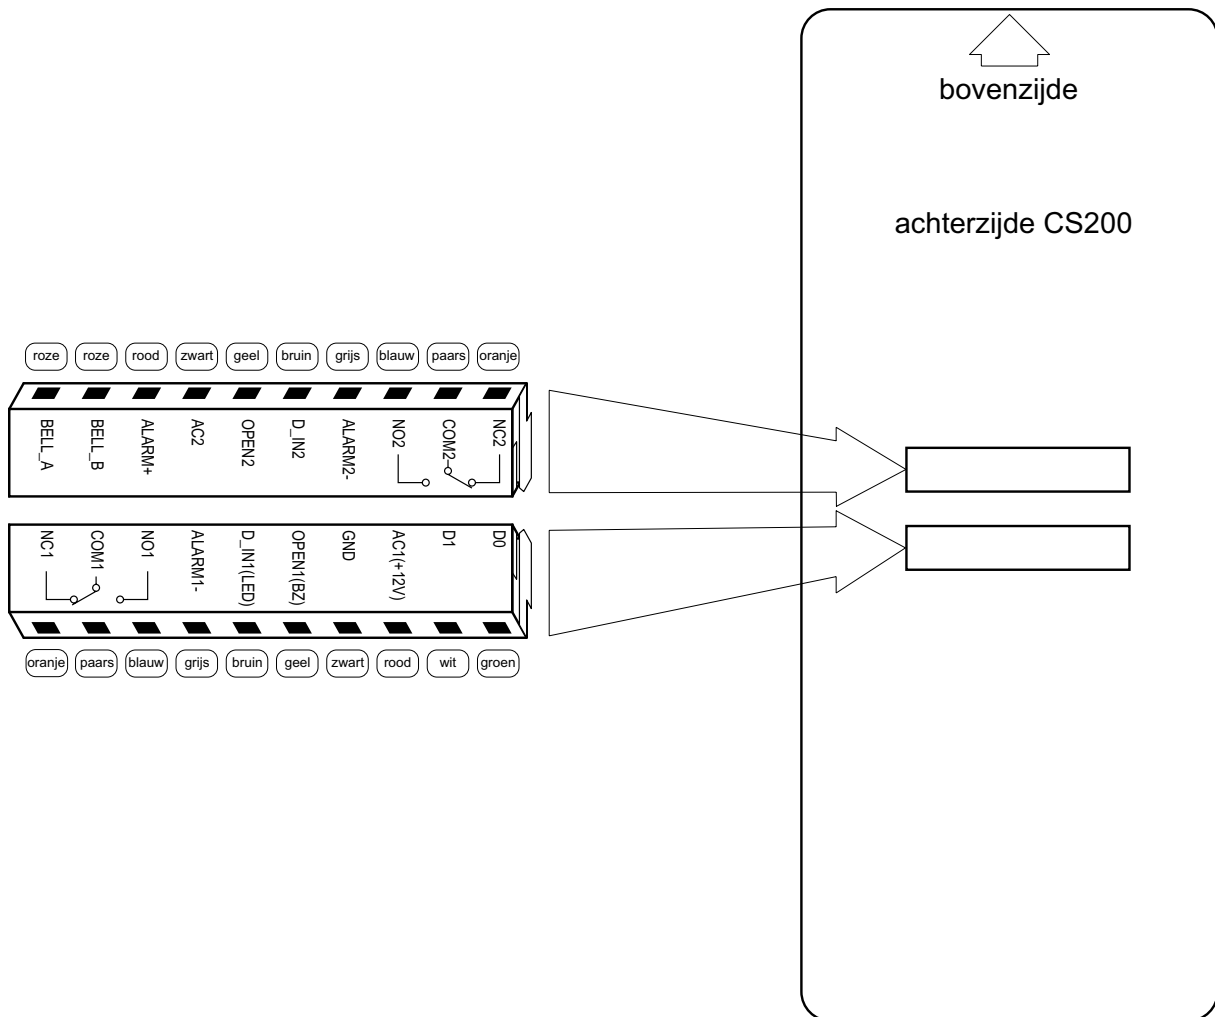 bovenzijde
achterzijde CS200
roze roze rood zwart geel bruin grijs blauw paars oranje
BELL_A BELL_B ALARM+ AC2 OPEN2 D_IN2 ALARM2- NO2 COM2 NC2
NC1 COM1 NO1 ALARM1- D_IN1(LED) OPEN1(BZ) GND AC1(+12V) D1 D0
oranje paars blauw grijs bruin geel zwart rood wit groen